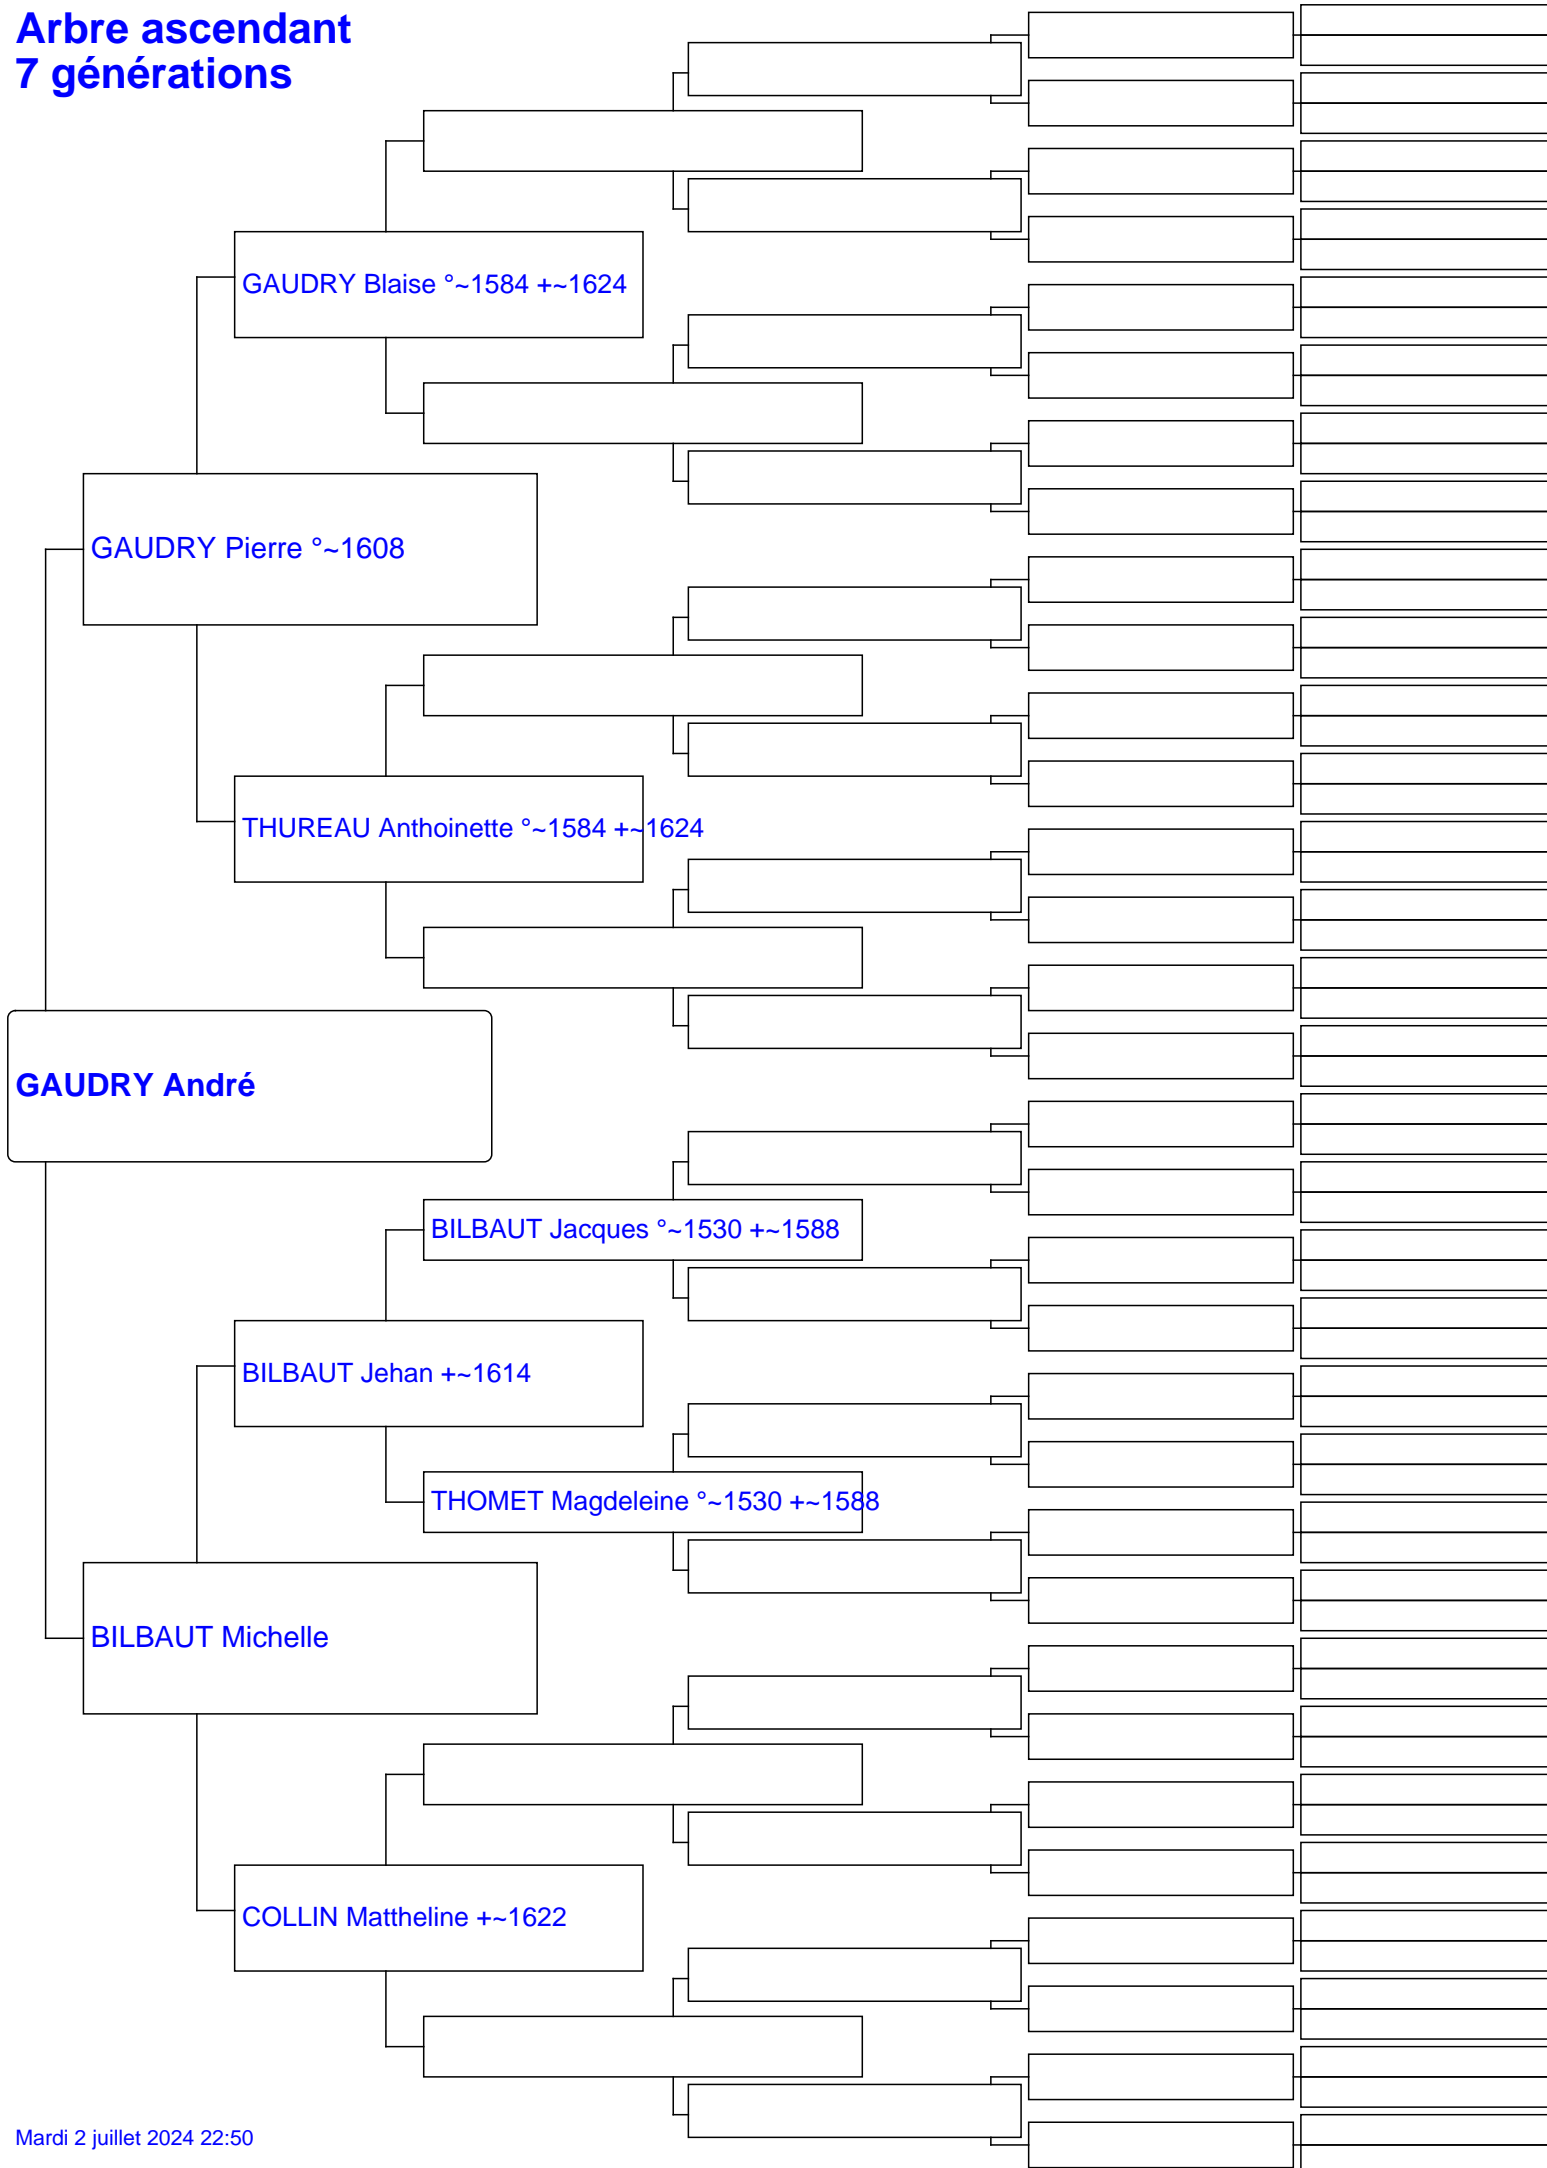 Arbre ascendant
7 générations
GAUDRY Blaise °~1584 +~1624
GAUDRY Pierre °~1608
THUREAU Anthoinette °~1584 +~1624
GAUDRY André
BILBAUT Jacques °~1530 +~1588
BILBAUT Jehan +~1614
THOMET Magdeleine °~1530 +~1588
BILBAUT Michelle
COLLIN Mattheline +~1622
Mardi 2 juillet 2024 22:50